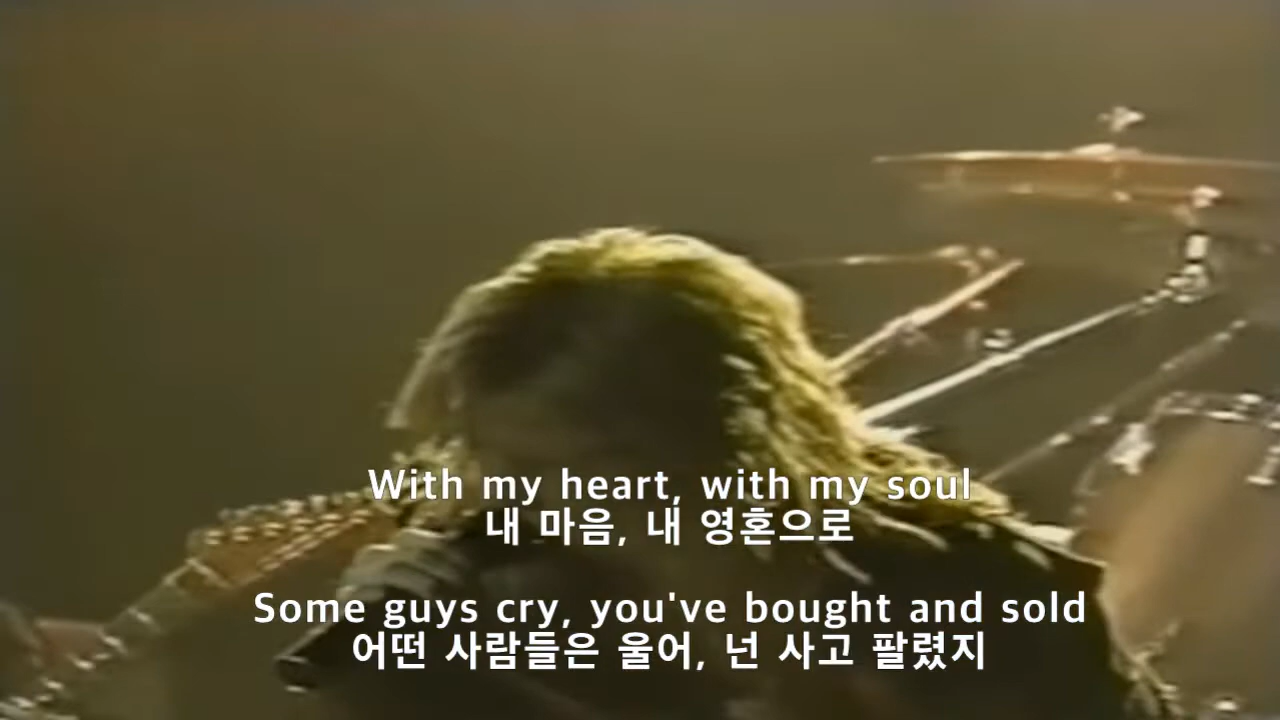 With my heart, with my soul
내 마음, 내 영혼으로
Some guys cry, you've bought and sold
어떤 사람들은 울어, 넌 사고 팔렸지